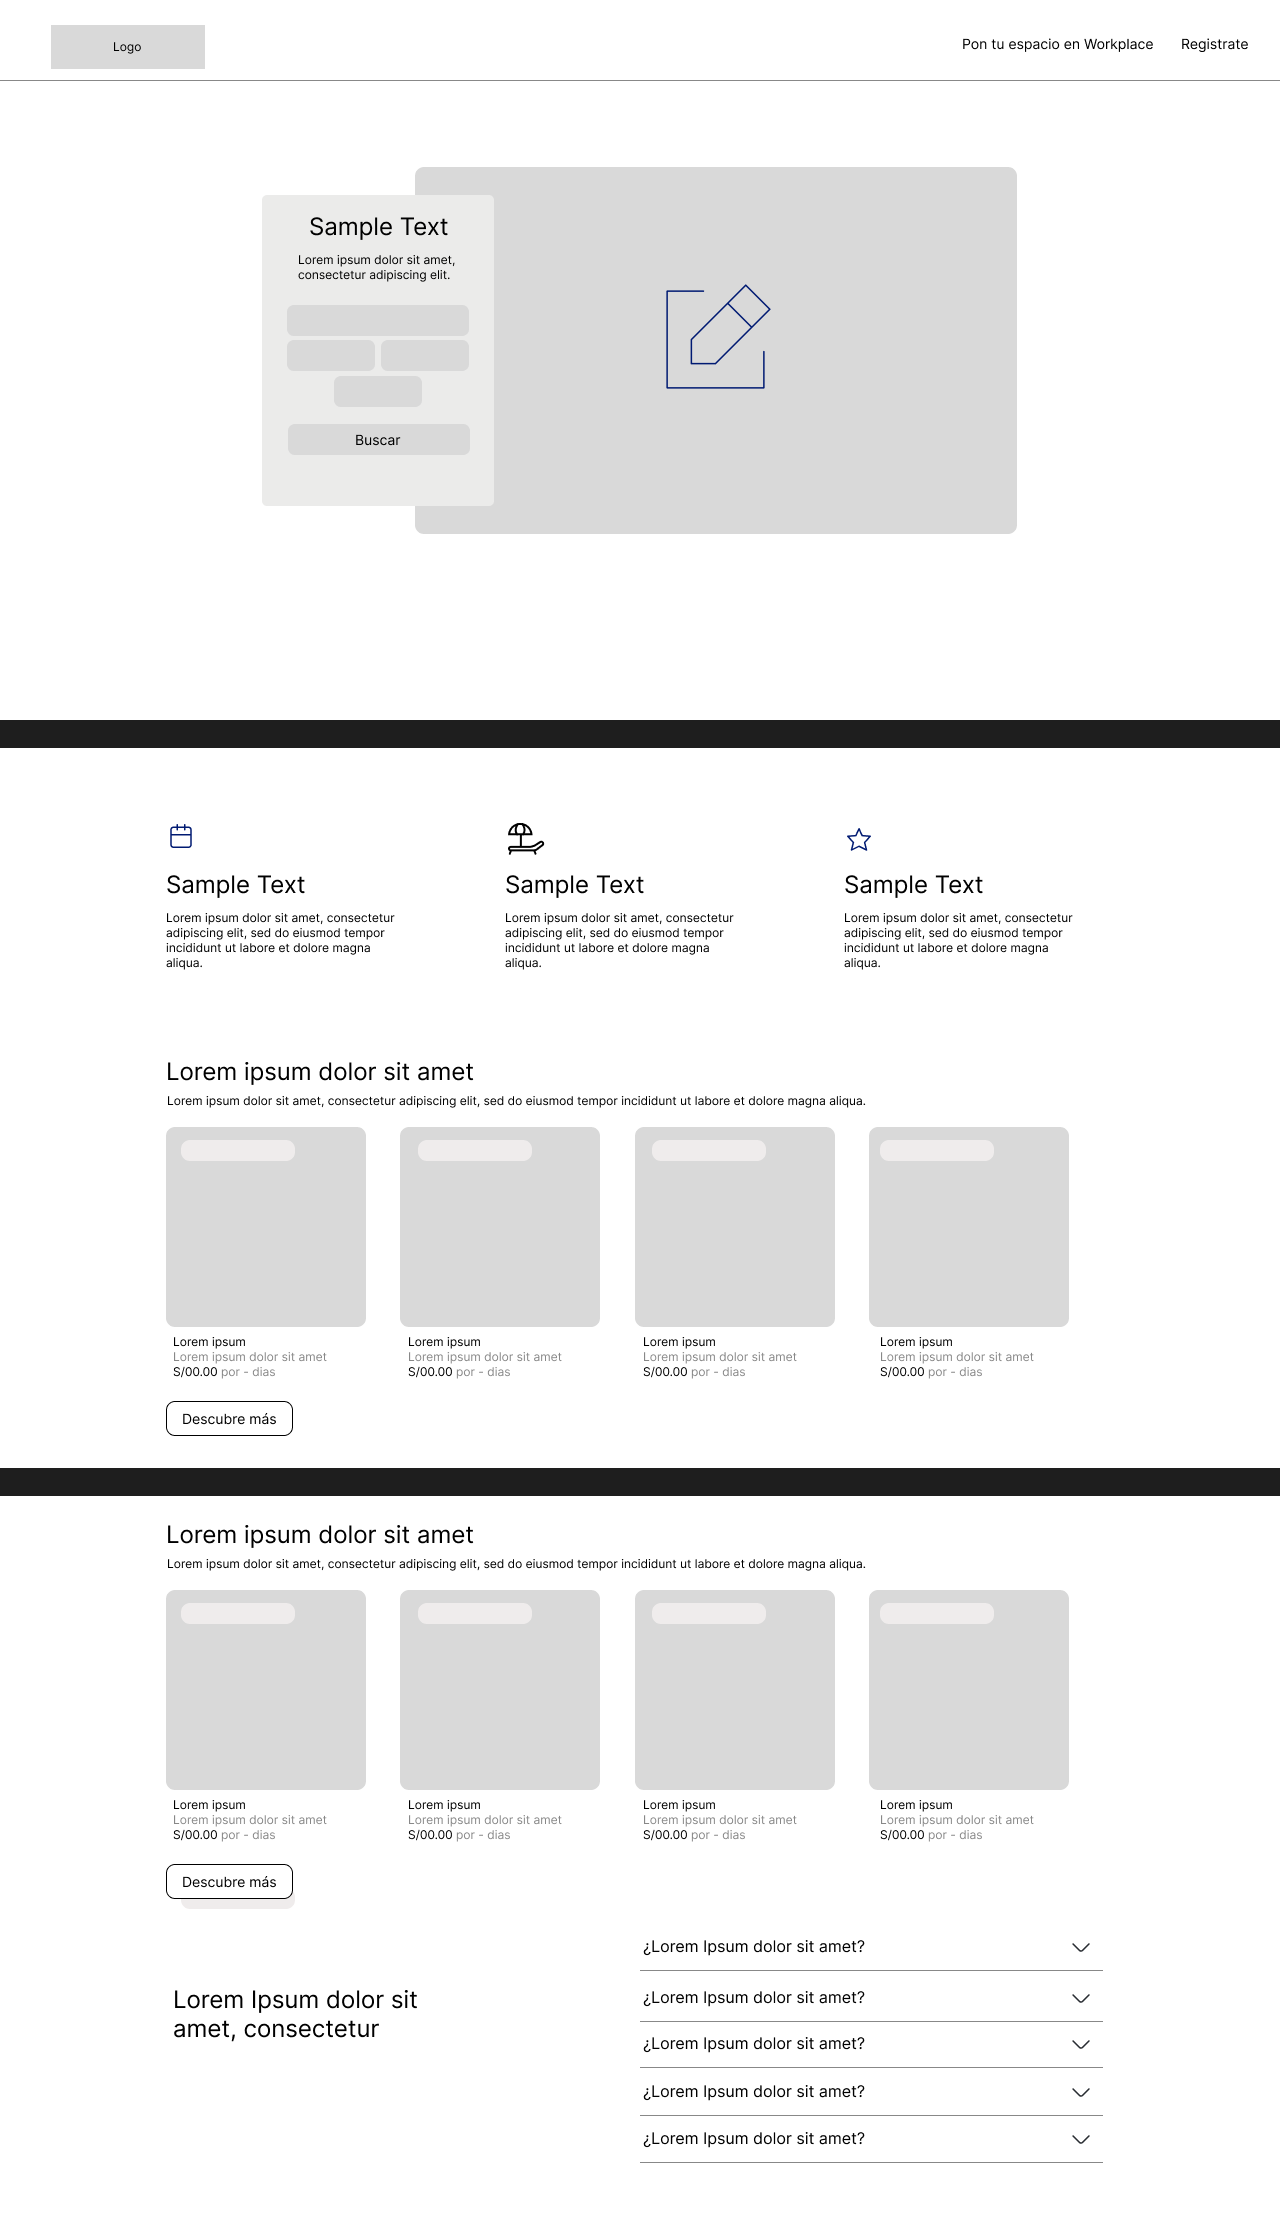 Logo
Pon tu espacio en Workplace
Registrate
Sample Text
Lorem ipsum dolor sit amet,
consectetur adipiscing elit.
Buscar
Sample Text
Lorem ipsum dolor sit amet, consectetur
adipiscing elit, sed do eiusmod tempor
incididunt ut labore et dolore magna
aliqua.
Sample Text
Lorem ipsum dolor sit amet, consectetur
adipiscing elit, sed do eiusmod tempor
incididunt ut labore et dolore magna
aliqua.
Sample Text
Lorem ipsum dolor sit amet, consectetur
adipiscing elit, sed do eiusmod tempor
incididunt ut labore et dolore magna
aliqua.
Lorem ipsum dolor sit amet
Lorem ipsum dolor sit amet, consectetur adipiscing elit, sed do eiusmod tempor incididunt ut labore et dolore magna aliqua.
Lorem ipsum
Lorem ipsum dolor sit amet
S/00.00 por - dias
Lorem ipsum
Lorem ipsum dolor sit amet
S/00.00 por - dias
Lorem ipsum
Lorem ipsum dolor sit amet
S/00.00 por - dias
Lorem ipsum
Lorem ipsum dolor sit amet
S/00.00 por - dias
Descubre más
Lorem ipsum dolor sit amet
Lorem ipsum dolor sit amet, consectetur adipiscing elit, sed do eiusmod tempor incididunt ut labore et dolore magna aliqua.
Lorem ipsum
Lorem ipsum dolor sit amet
S/00.00 por - dias
Lorem ipsum
Lorem ipsum dolor sit amet
S/00.00 por - dias
Lorem ipsum
Lorem ipsum dolor sit amet
S/00.00 por - dias
Lorem ipsum
Lorem ipsum dolor sit amet
S/00.00 por - dias
Descubre más
Lorem Ipsum dolor sit
amet, consectetur
¿Lorem Ipsum dolor sit amet?
¿Lorem Ipsum dolor sit amet?
¿Lorem Ipsum dolor sit amet?
¿Lorem Ipsum dolor sit amet?
¿Lorem Ipsum dolor sit amet?